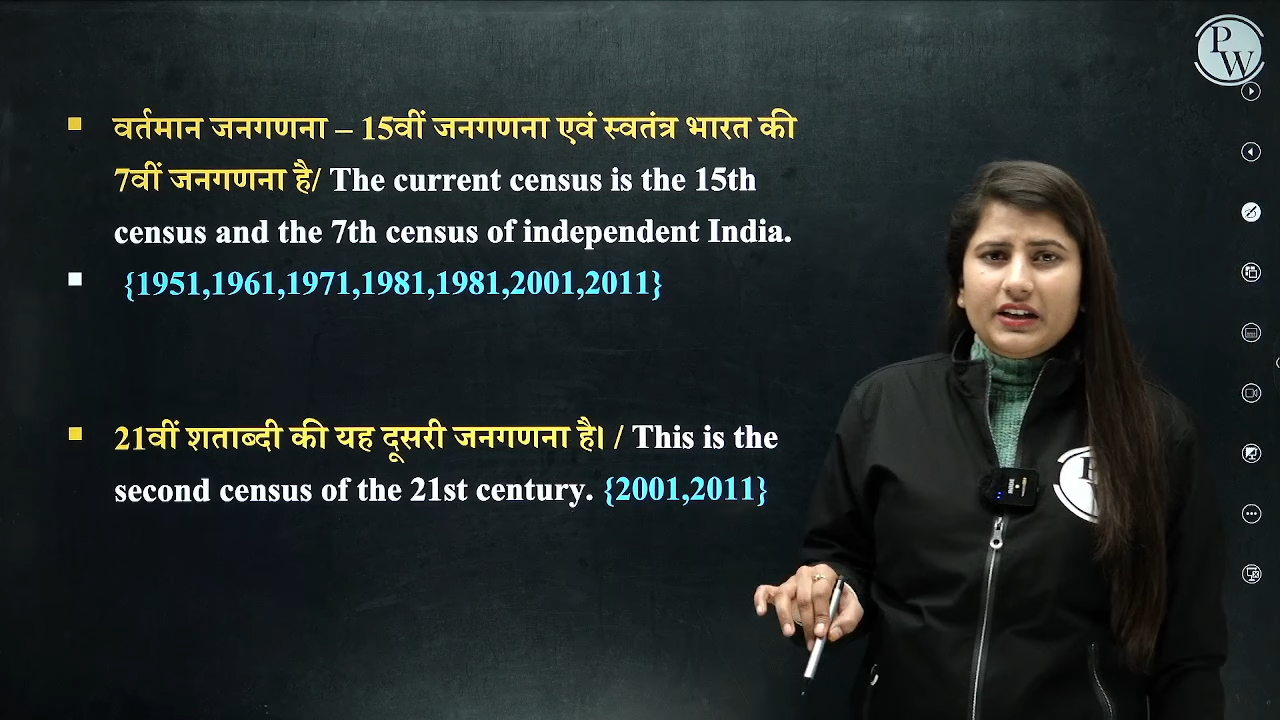 वर्तमान जनगणना – 15वीं जनगणना एवं स्वतंत्र भारत की
7वीं जनगणना है/ The current census is the 15th
census and the 7th census of independent India.
{1951,1961,1971,1981,1981,2001,2011}
21वीं शताब्दी की यह दूसरी जनगणना है। / This is the
second census of the 21st century. {2001,2011}
PW